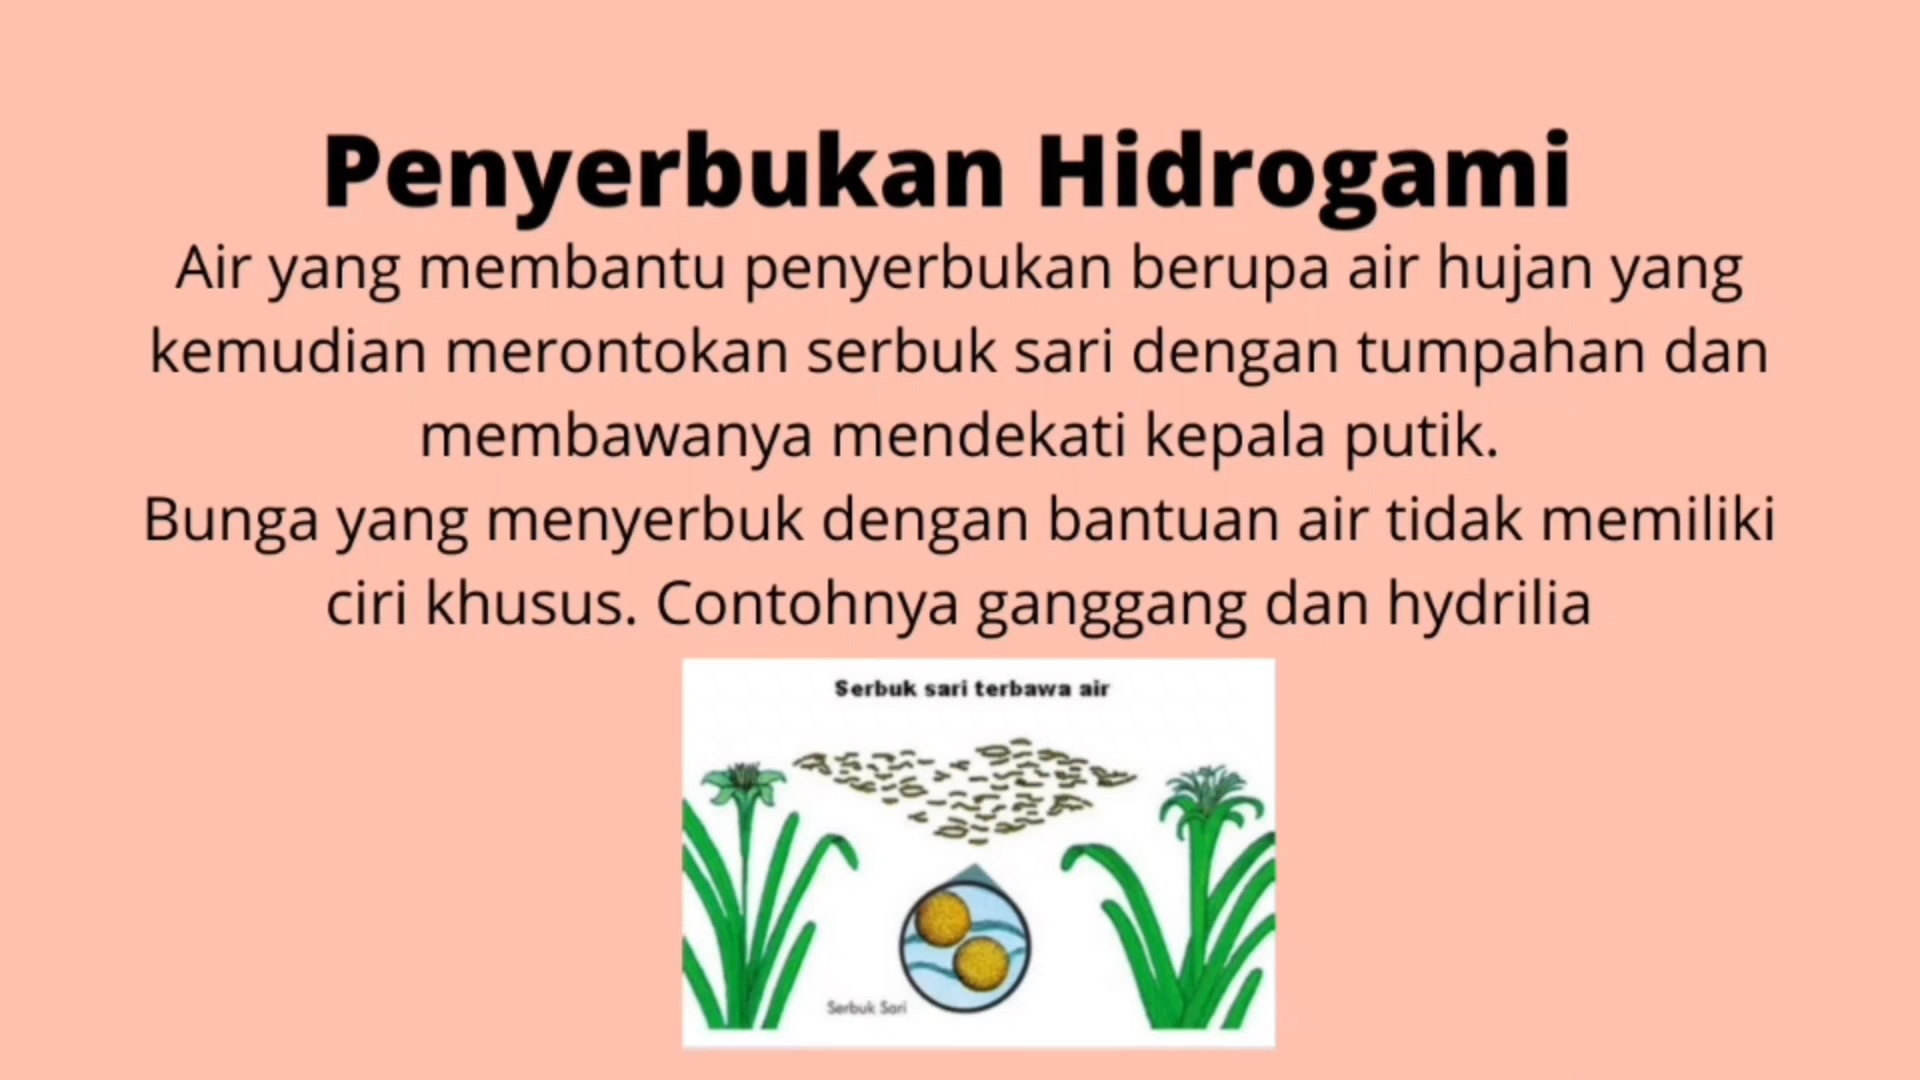 Penyerbukan Hidrogami
Air yang membantu penyerbukan berupa air hujan yang
kemudian merontokan serbuk sari dengan tumpahan dan
membawanya mendekati kepala putik.
Bunga yang menyerbuk dengan bantuan air tidak memiliki
ciri khusus. Contohnya ganggang dan hydrilia
Serbuk sari terbawa air
Serbuk Sari